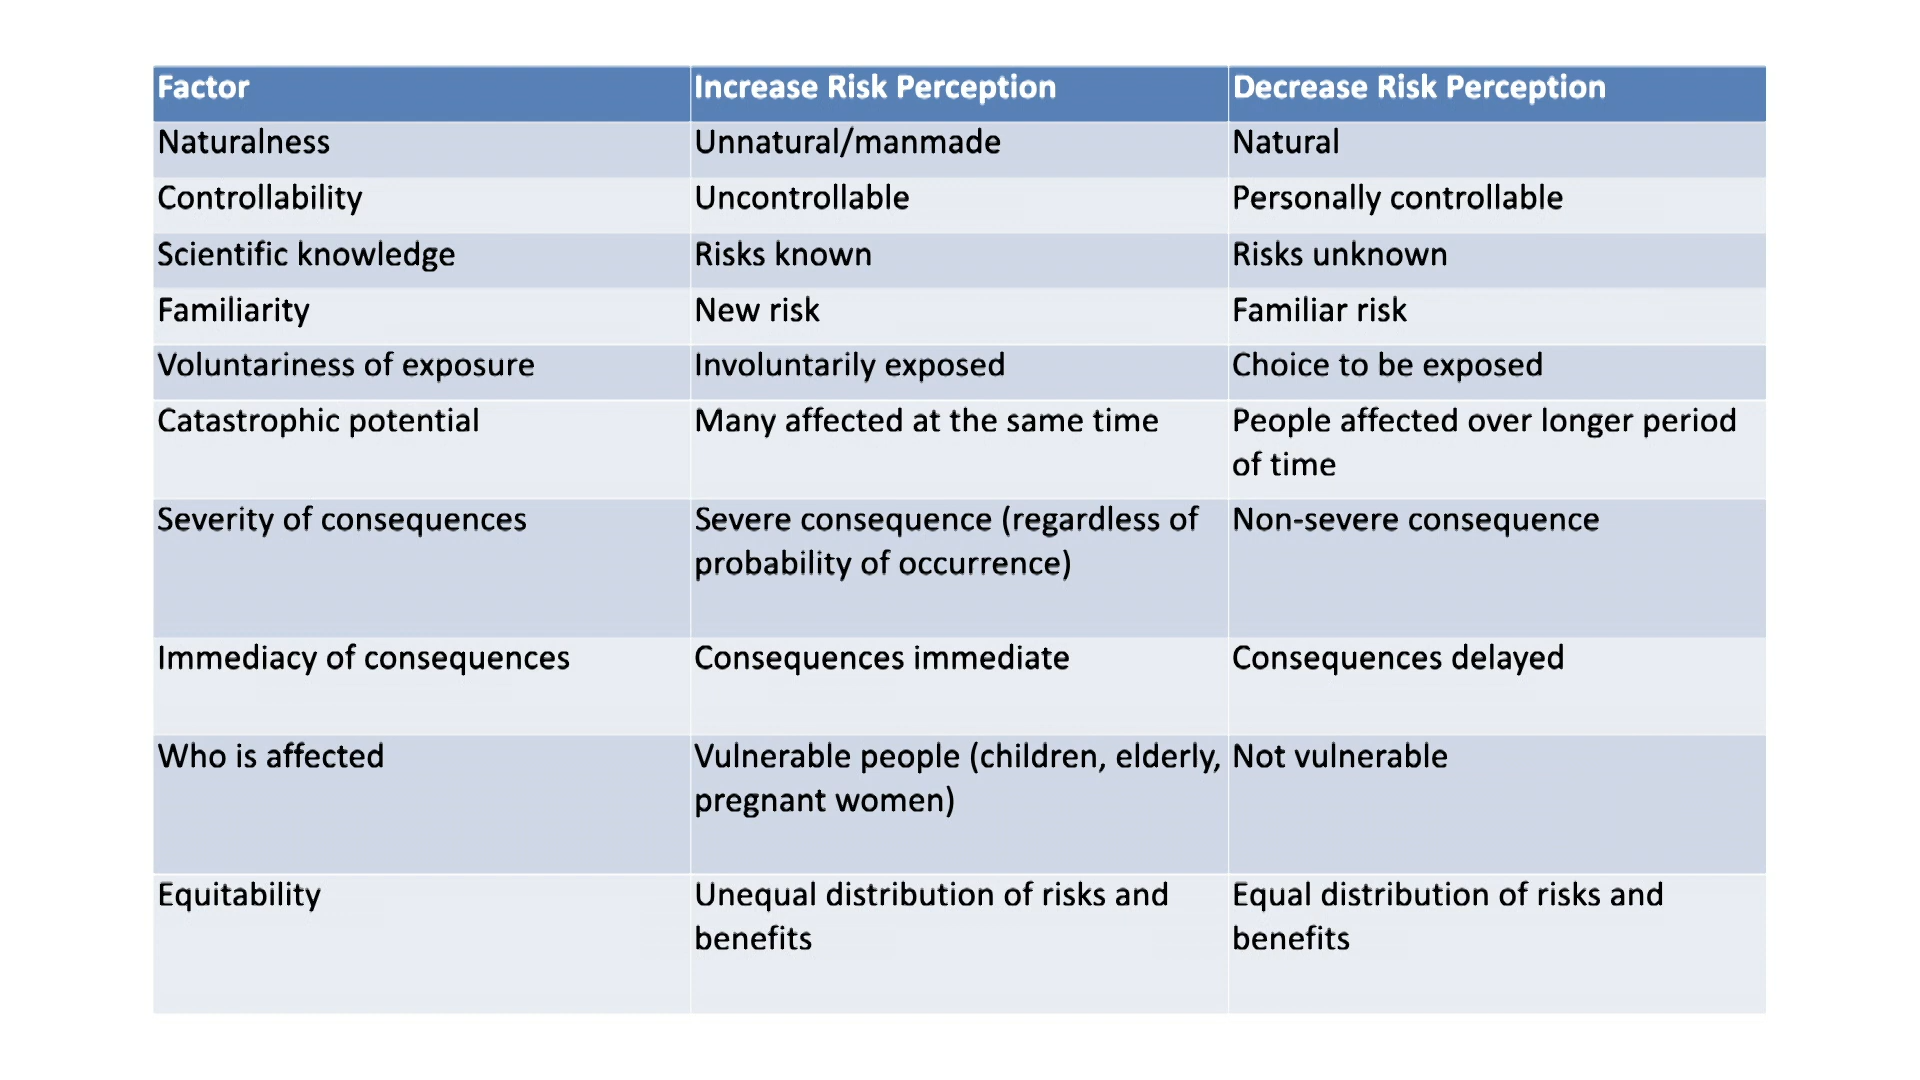 Factor Increase Risk Perception Decrease Risk Perception
Naturalness Unnatural/manmade Natural
Controllability Uncontrollable Personally controllable
Scientific knowledge Risks known Risks unknown
Familiarity New risk Familiar risk
Voluntariness of exposure Involuntarily exposed Choice to be exposed
Catastrophic potential Many affected at the same time People affected over longer period
of time
Severity of consequences Severe consequence (regardless of Non-severe consequence
probability of occurrence)
Immediacy of consequences Consequences immediate Consequences delayed
Who is affected Vulnerable people (children, elderly, Not vulnerable
pregnant women)
Equitability Unequal distribution of risks and Equal distribution of risks and
benefits benefits